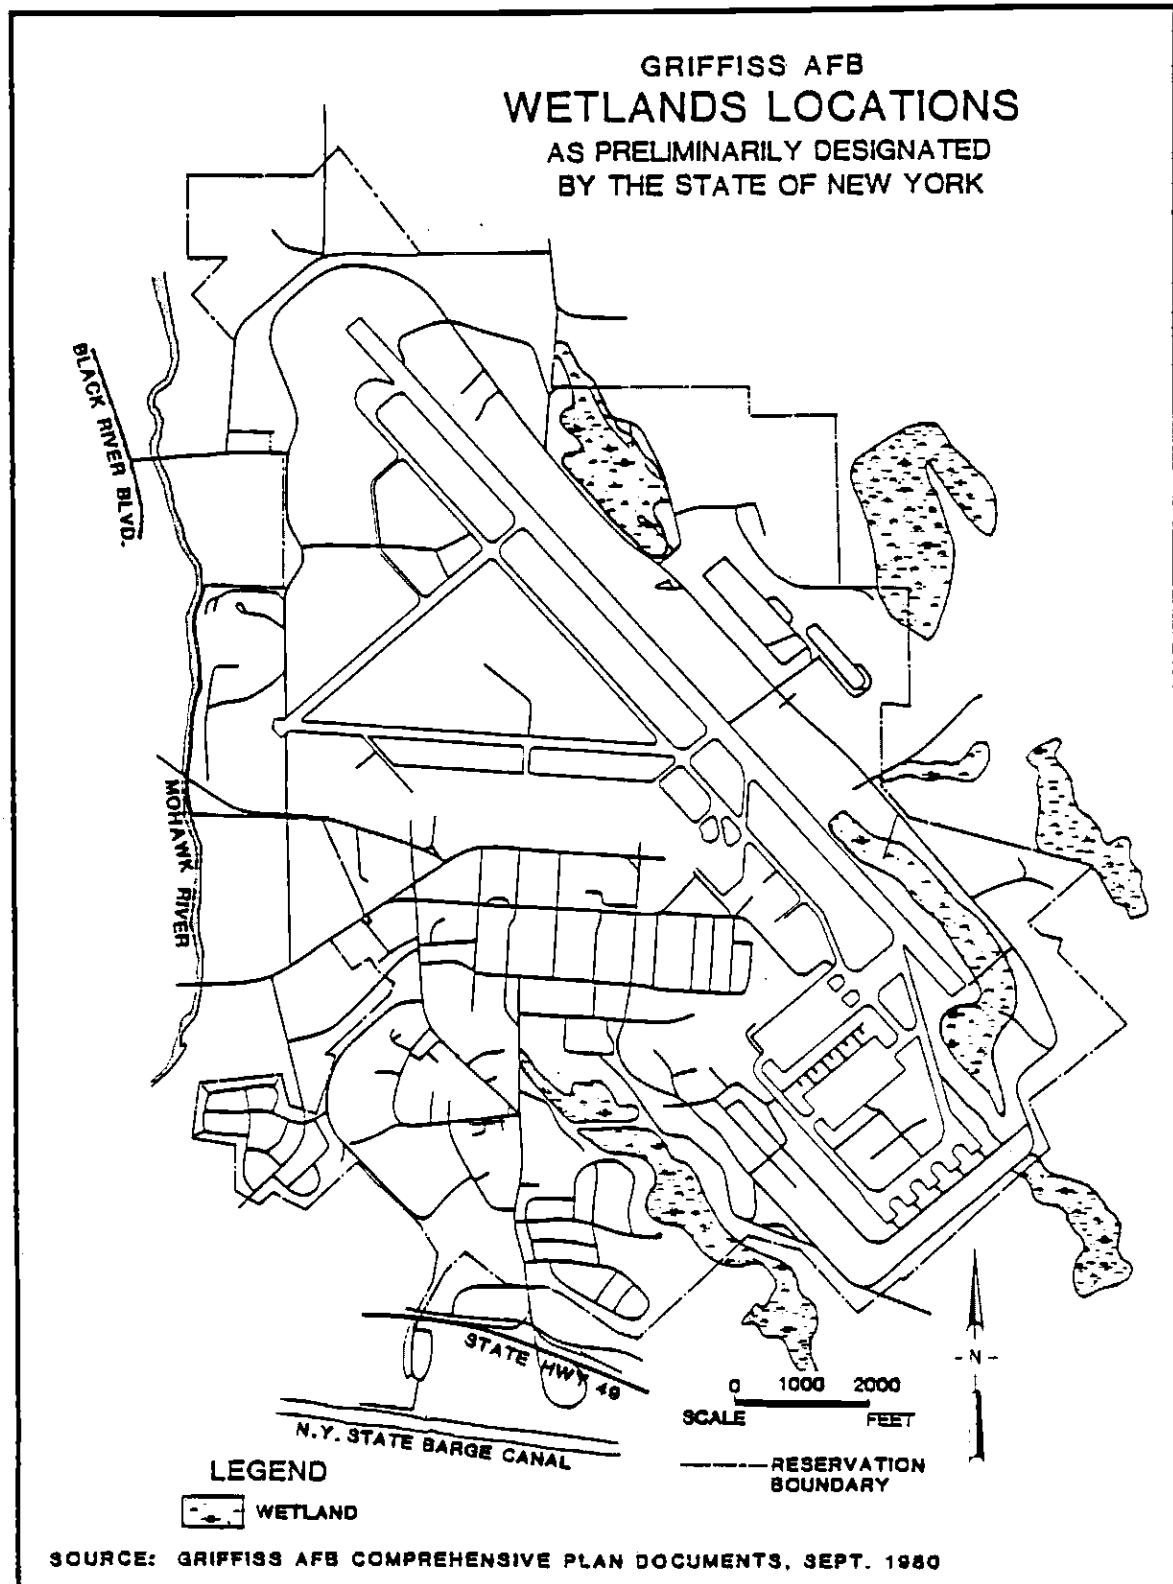 GRIFFISS AFB
WETLANDS LOCATIONS
AS PRELIMINARILY DESIGNATED
BY THE STATE OF NEW YORK
BLACK RIVER BLVD.
MOHAWK RIVER
STATE HWY 49
N.Y. STATE BARGE CANAL
0 1000 2000
SCALE FEET
- N -
RESERVATION
BOUNDARY
LEGEND
WETLAND
SOURCE: GRIFFISS AFB COMPREHENSIVE PLAN DOCUMENTS, SEPT. 1980